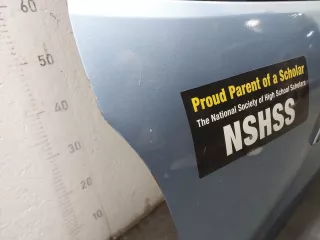 60
50
40
30
20
10
Proud Parent of a Scholar
The National Society of High School Scholars
NSHSS